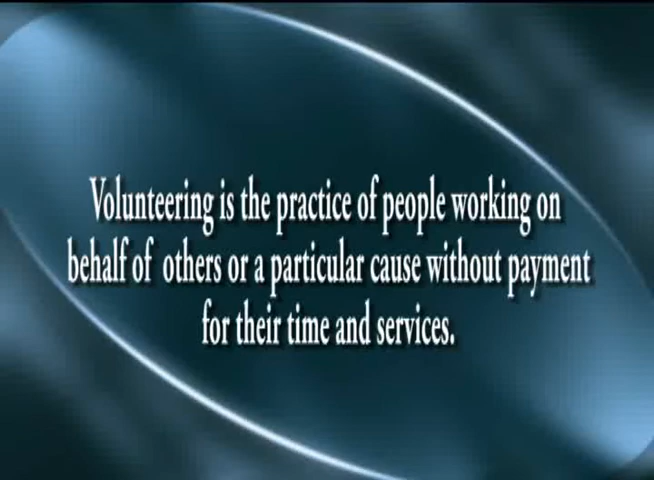 Volunteering is the practice of people working on
behalf of others or a particular cause without payment
for their time and services.